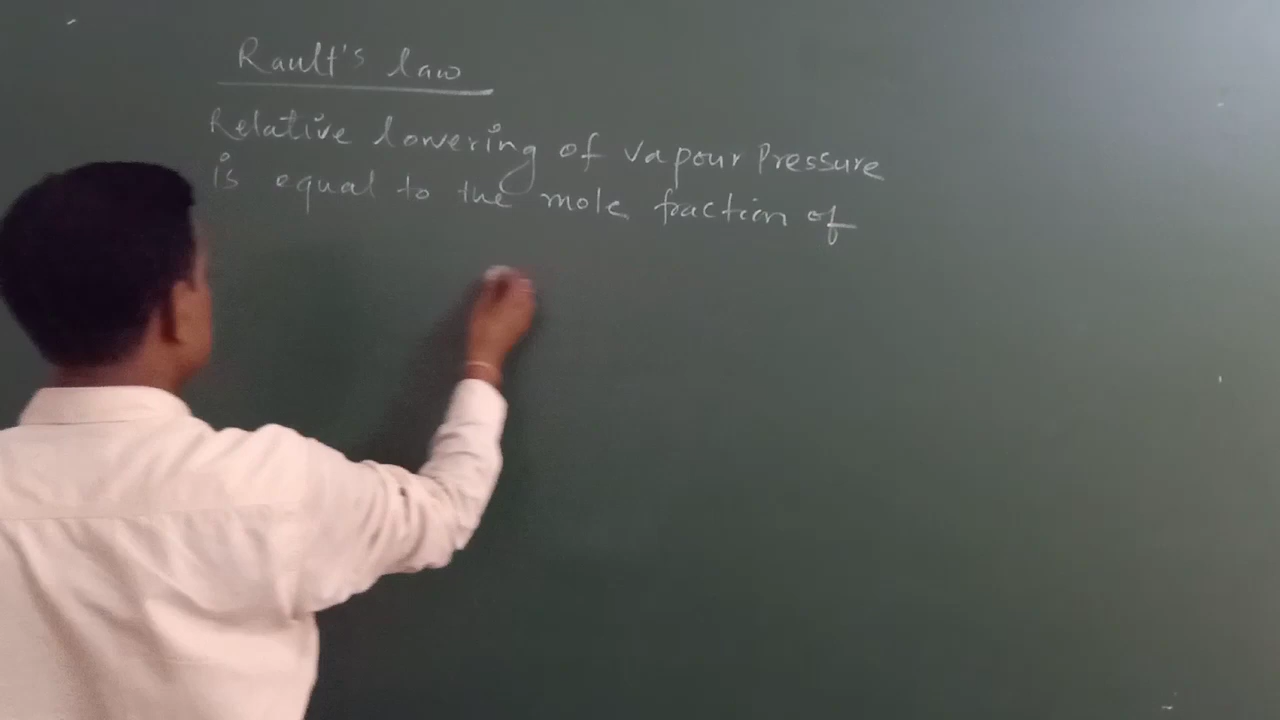 Rault's law
Relative lowering of vapour Pressure
is equal to the mole fraction of